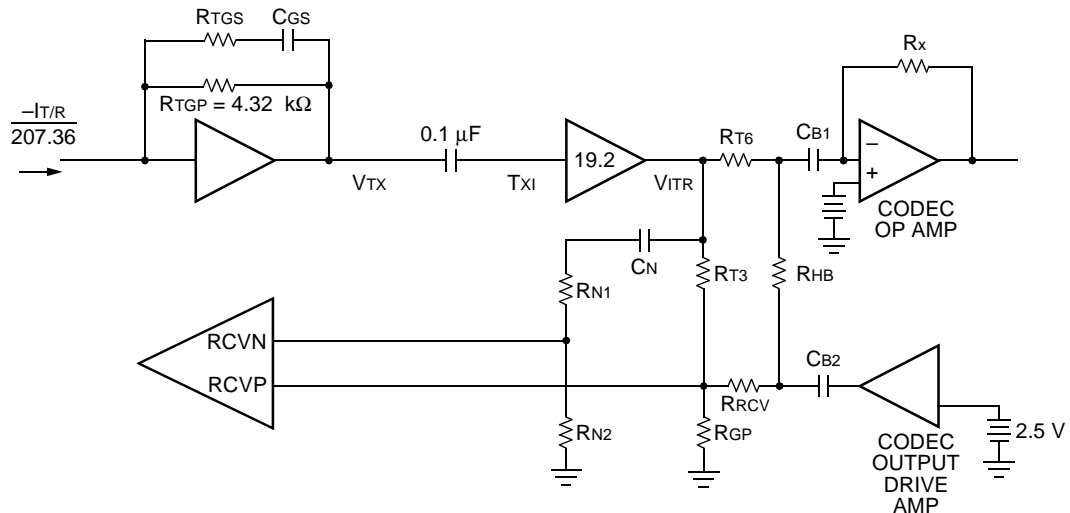 RTGS
CGS
RTGP = 4.32 kΩ
–IT/R
207.36
0.1 µF
VTX
TXI
19.2
VITR
RT6
CB1
RX
–
+
CODEC
OP AMP
CN
RN1
RT3
RHB
RCVN
RCVP
RN2
RRCV
RGP
CB2
2.5 V
CODEC
OUTPUT
DRIVE
AMP